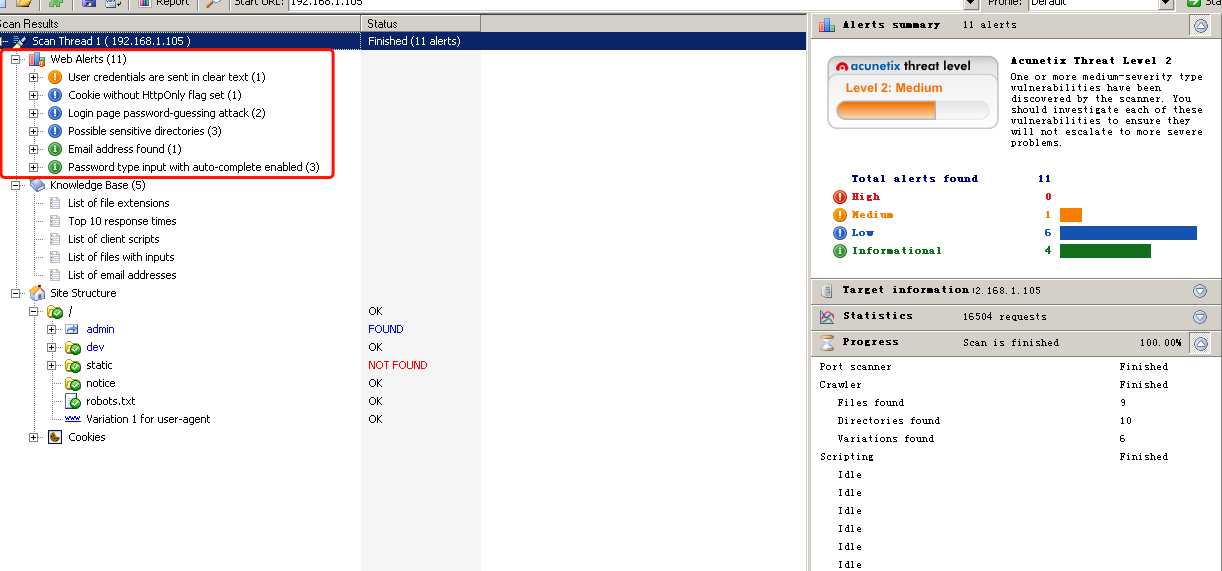 Report
Start URL: 192.168.1.105
Profile: Default
Scan Results Status
Scan Thread 1 ( 192.168.1.105 ) Finished (11 alerts)
Web Alerts (11)
User credentials are sent in clear text (1)
Cookie without HttpOnly flag set (1)
Login page password-guessing attack (2)
Possible sensitive directories (3)
Email address found (1)
Password type input with auto-complete enabled (3)
Knowledge Base (5)
List of file extensions
Top 10 response times
List of client scripts
List of files with inputs
List of email addresses
Site Structure
/ OK
admin FOUND
dev OK
static NOT FOUND
notice OK
robots.txt OK
Variation 1 for user-agent OK
Cookies
Alerts summary 11 alerts
acunetix threat level
Level 2: Medium
Acunetix Threat Level 2
One or more medium-severity type
vulnerabilities have been
discovered by the scanner. You
should investigate each of these
vulnerabilities to ensure they
will not escalate to more severe
problems.
Total alerts found 11
High 0
Medium 1
Low 6
Informational 4
Target information 2.168.1.105
Statistics 16504 requests
Progress Scan is finished 100.00%
Port scanner Finished
Crawler Finished
Files found 9
Directories found 10
Variations found 6
Scripting Finished
Idle
Idle
Idle
Idle
Idle
Idle